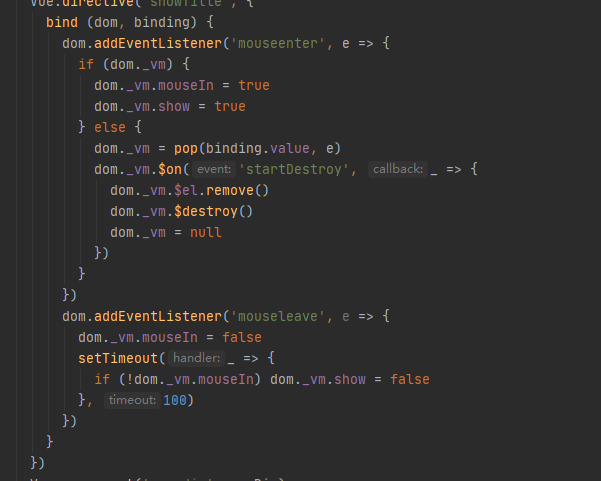 Vue.directive('showTitle', {
  bind (dom, binding) {
    dom.addEventListener('mouseenter', e => {
      if (dom._vm) {
        dom._vm.mouseIn = true
        dom._vm.show = true
      } else {
        dom._vm = pop(binding.value, e)
        dom._vm.$on( event: 'startDestroy', callback: _ => {
          dom._vm.$el.remove()
          dom._vm.$destroy()
          dom._vm = null
        })
      }
    })
    dom.addEventListener('mouseleave', e => {
      dom._vm.mouseIn = false
      setTimeout( handler: _ => {
        if (!dom._vm.mouseIn) dom._vm.show = false
      }, timeout: 100)
    })
  }
})